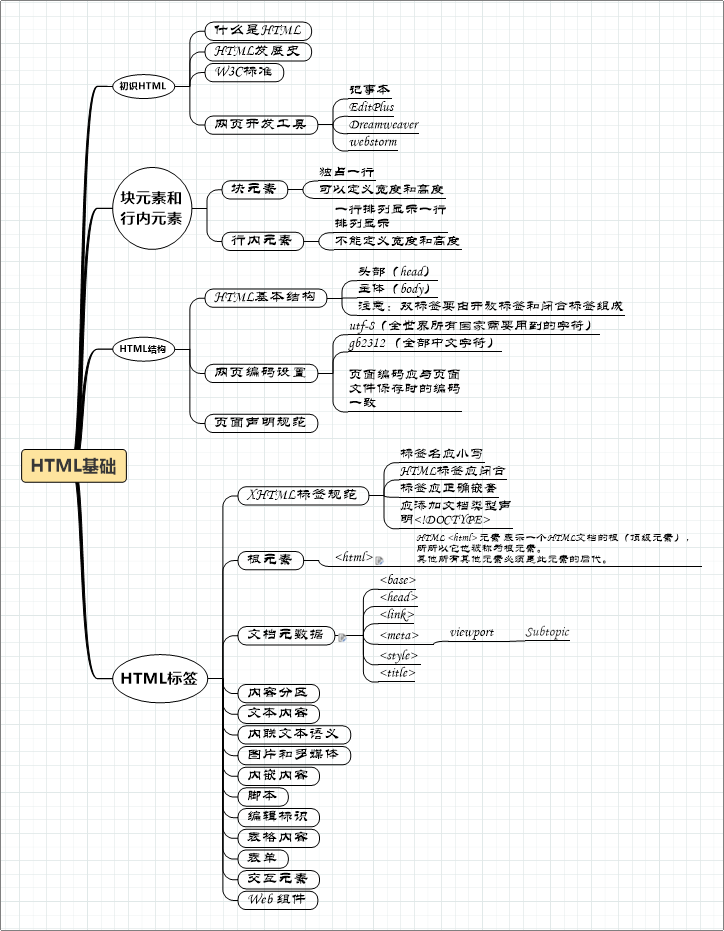 什么是HTML
HTML发展史
W3C标准
初识HTML
网页开发工具
记事本
EditPlus
Dreamweaver
webstorm
块元素和
行内元素
块元素
独占一行
可以定义宽度和高度
行内元素
一行排列显示一行
排列显示
不能定义宽度和高度
HTML结构
HTML基本结构
头部（head）
主体（body）
注意：双标签要由开放标签和闭合标签组成
网页编码设置
utf-8（全世界所有国家需要用到的字符）
gb2312（全部中文字符）
页面编码应与页面
文件保存时的编码
一致
页面声明规范
HTML基础
HTML标签
XHTML标签规范
标签名应小写
HTML标签应闭合
标签应正确嵌套
应添加文档类型声
明<!DOCTYPE>
根元素
<html>
HTML <html> 元素 表示一个HTML文档的根（顶级元素），
所所以它也被称为根元素。
其他所有其他元素必须是此元素的后代。
文档元数据
<base>
<head>
<link>
<meta>
viewport
Subtopic
<style>
<title>
内容分区
文本内容
内联文本语义
图片和多媒体
内嵌内容
脚本
编辑标识
表格内容
表单
交互元素
Web 组件